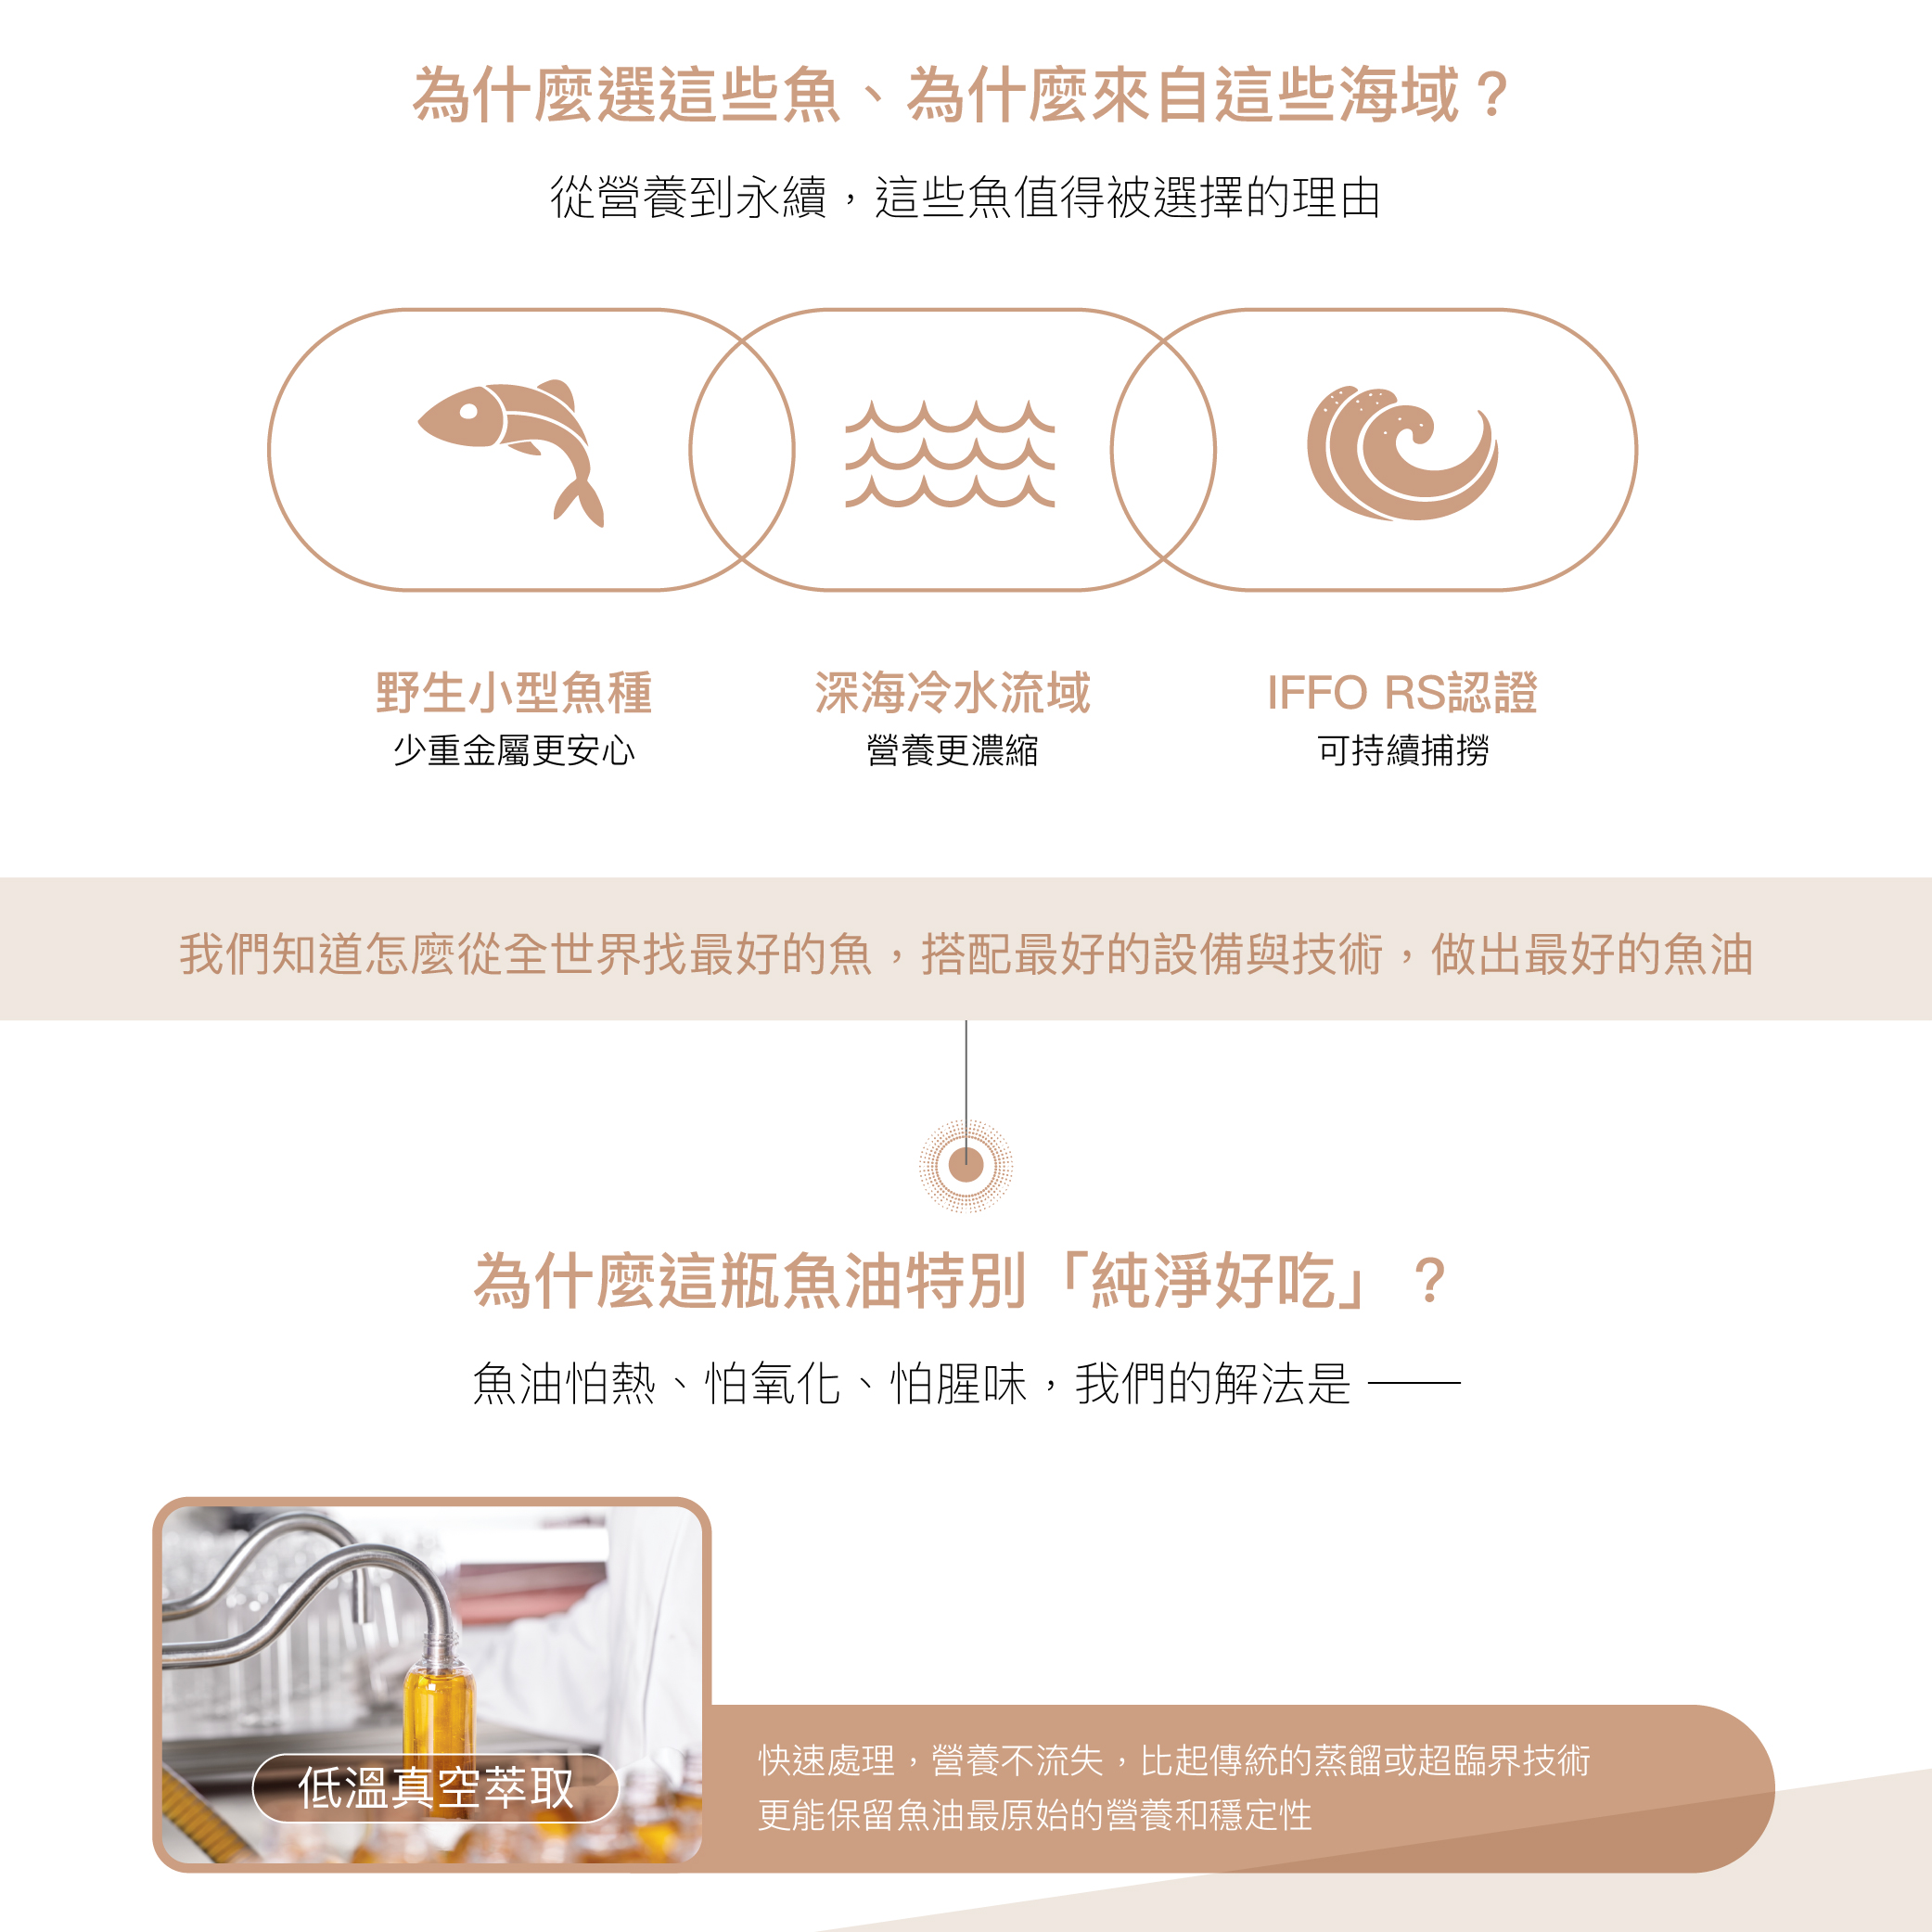 為什麼選這些魚、為什麼來自這些海域？
從營養到永續，這些魚值得被選擇的理由
野生小型魚種
少重金屬更安心
深海冷水流域
營養更濃縮
IFFO RS認證
可持續捕撈
我們知道怎麼從全世界找最好的魚，搭配最好的設備與技術，做出最好的魚油
為什麼這瓶魚油特別「純淨好吃」？
魚油怕熱、怕氧化、怕腥味，我們的解法是 ——
低溫真空萃取
快速處理，營養不流失，比起傳統的蒸餾或超臨界技術
更能保留魚油最原始的營養和穩定性